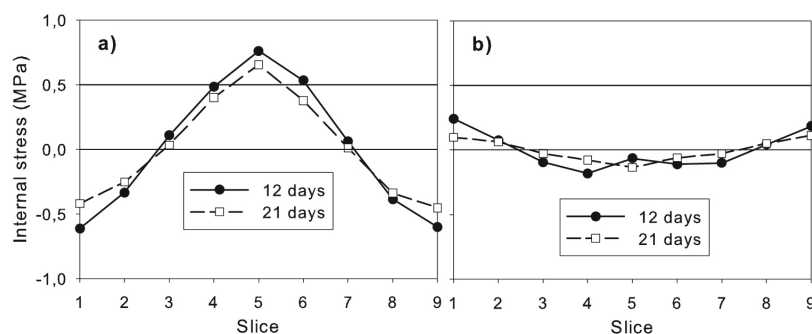 a)
1,0
0,5
0,0
-0,5
-1,0
Internal stress (MPa)
12 days
21 days
1 2 3 4 5 6 7 8 9
Slice
b)
12 days
21 days
1 2 3 4 5 6 7 8 9
Slice